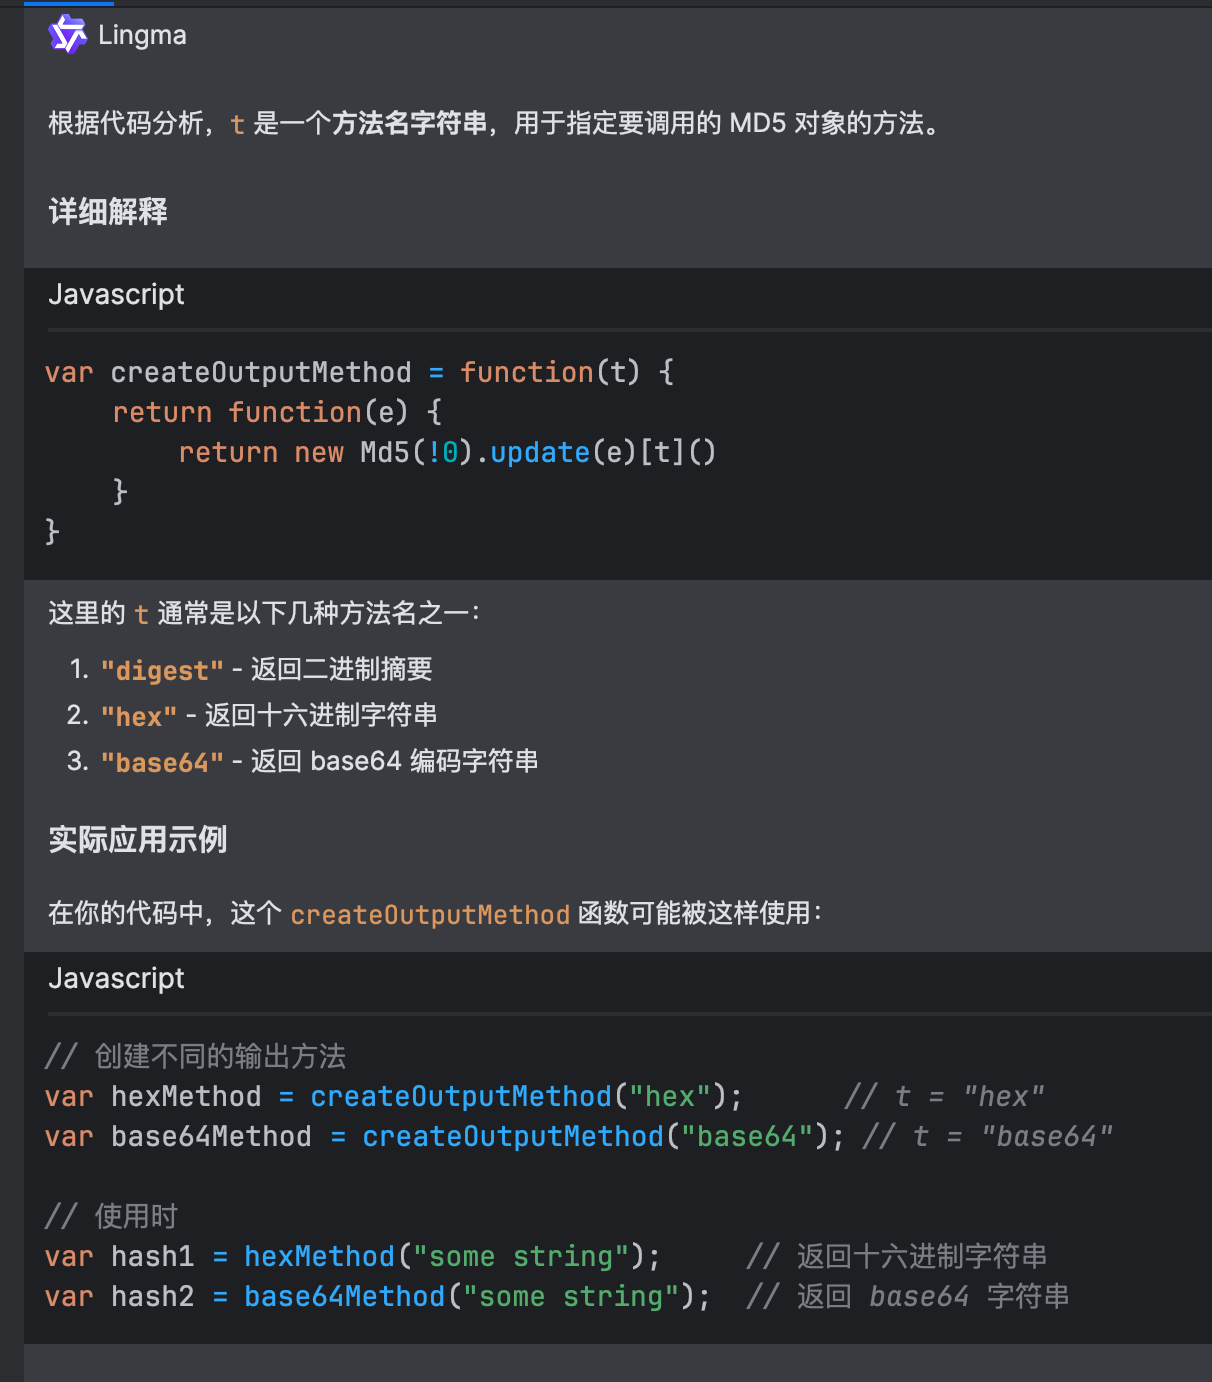 Lingma
根据代码分析，t 是一个方法名字符串，用于指定要调用的 MD5 对象的方法。
详细解释
Javascript
var createOutputMethod = function(t) {
    return function(e) {
        return new Md5(!0).update(e)[t]()
    }
}
这里的 t 通常是以下几种方法名之一：
1. "digest" - 返回二进制摘要
2. "hex" - 返回十六进制字符串
3. "base64" - 返回 base64 编码字符串
实际应用示例
在你的代码中，这个 createOutputMethod 函数可能被这样使用：
Javascript
// 创建不同的输出方法
var hexMethod = createOutputMethod("hex");      // t = "hex"
var base64Method = createOutputMethod("base64"); // t = "base64"
// 使用时
var hash1 = hexMethod("some string");     // 返回十六进制字符串
var hash2 = base64Method("some string");  // 返回 base64 字符串